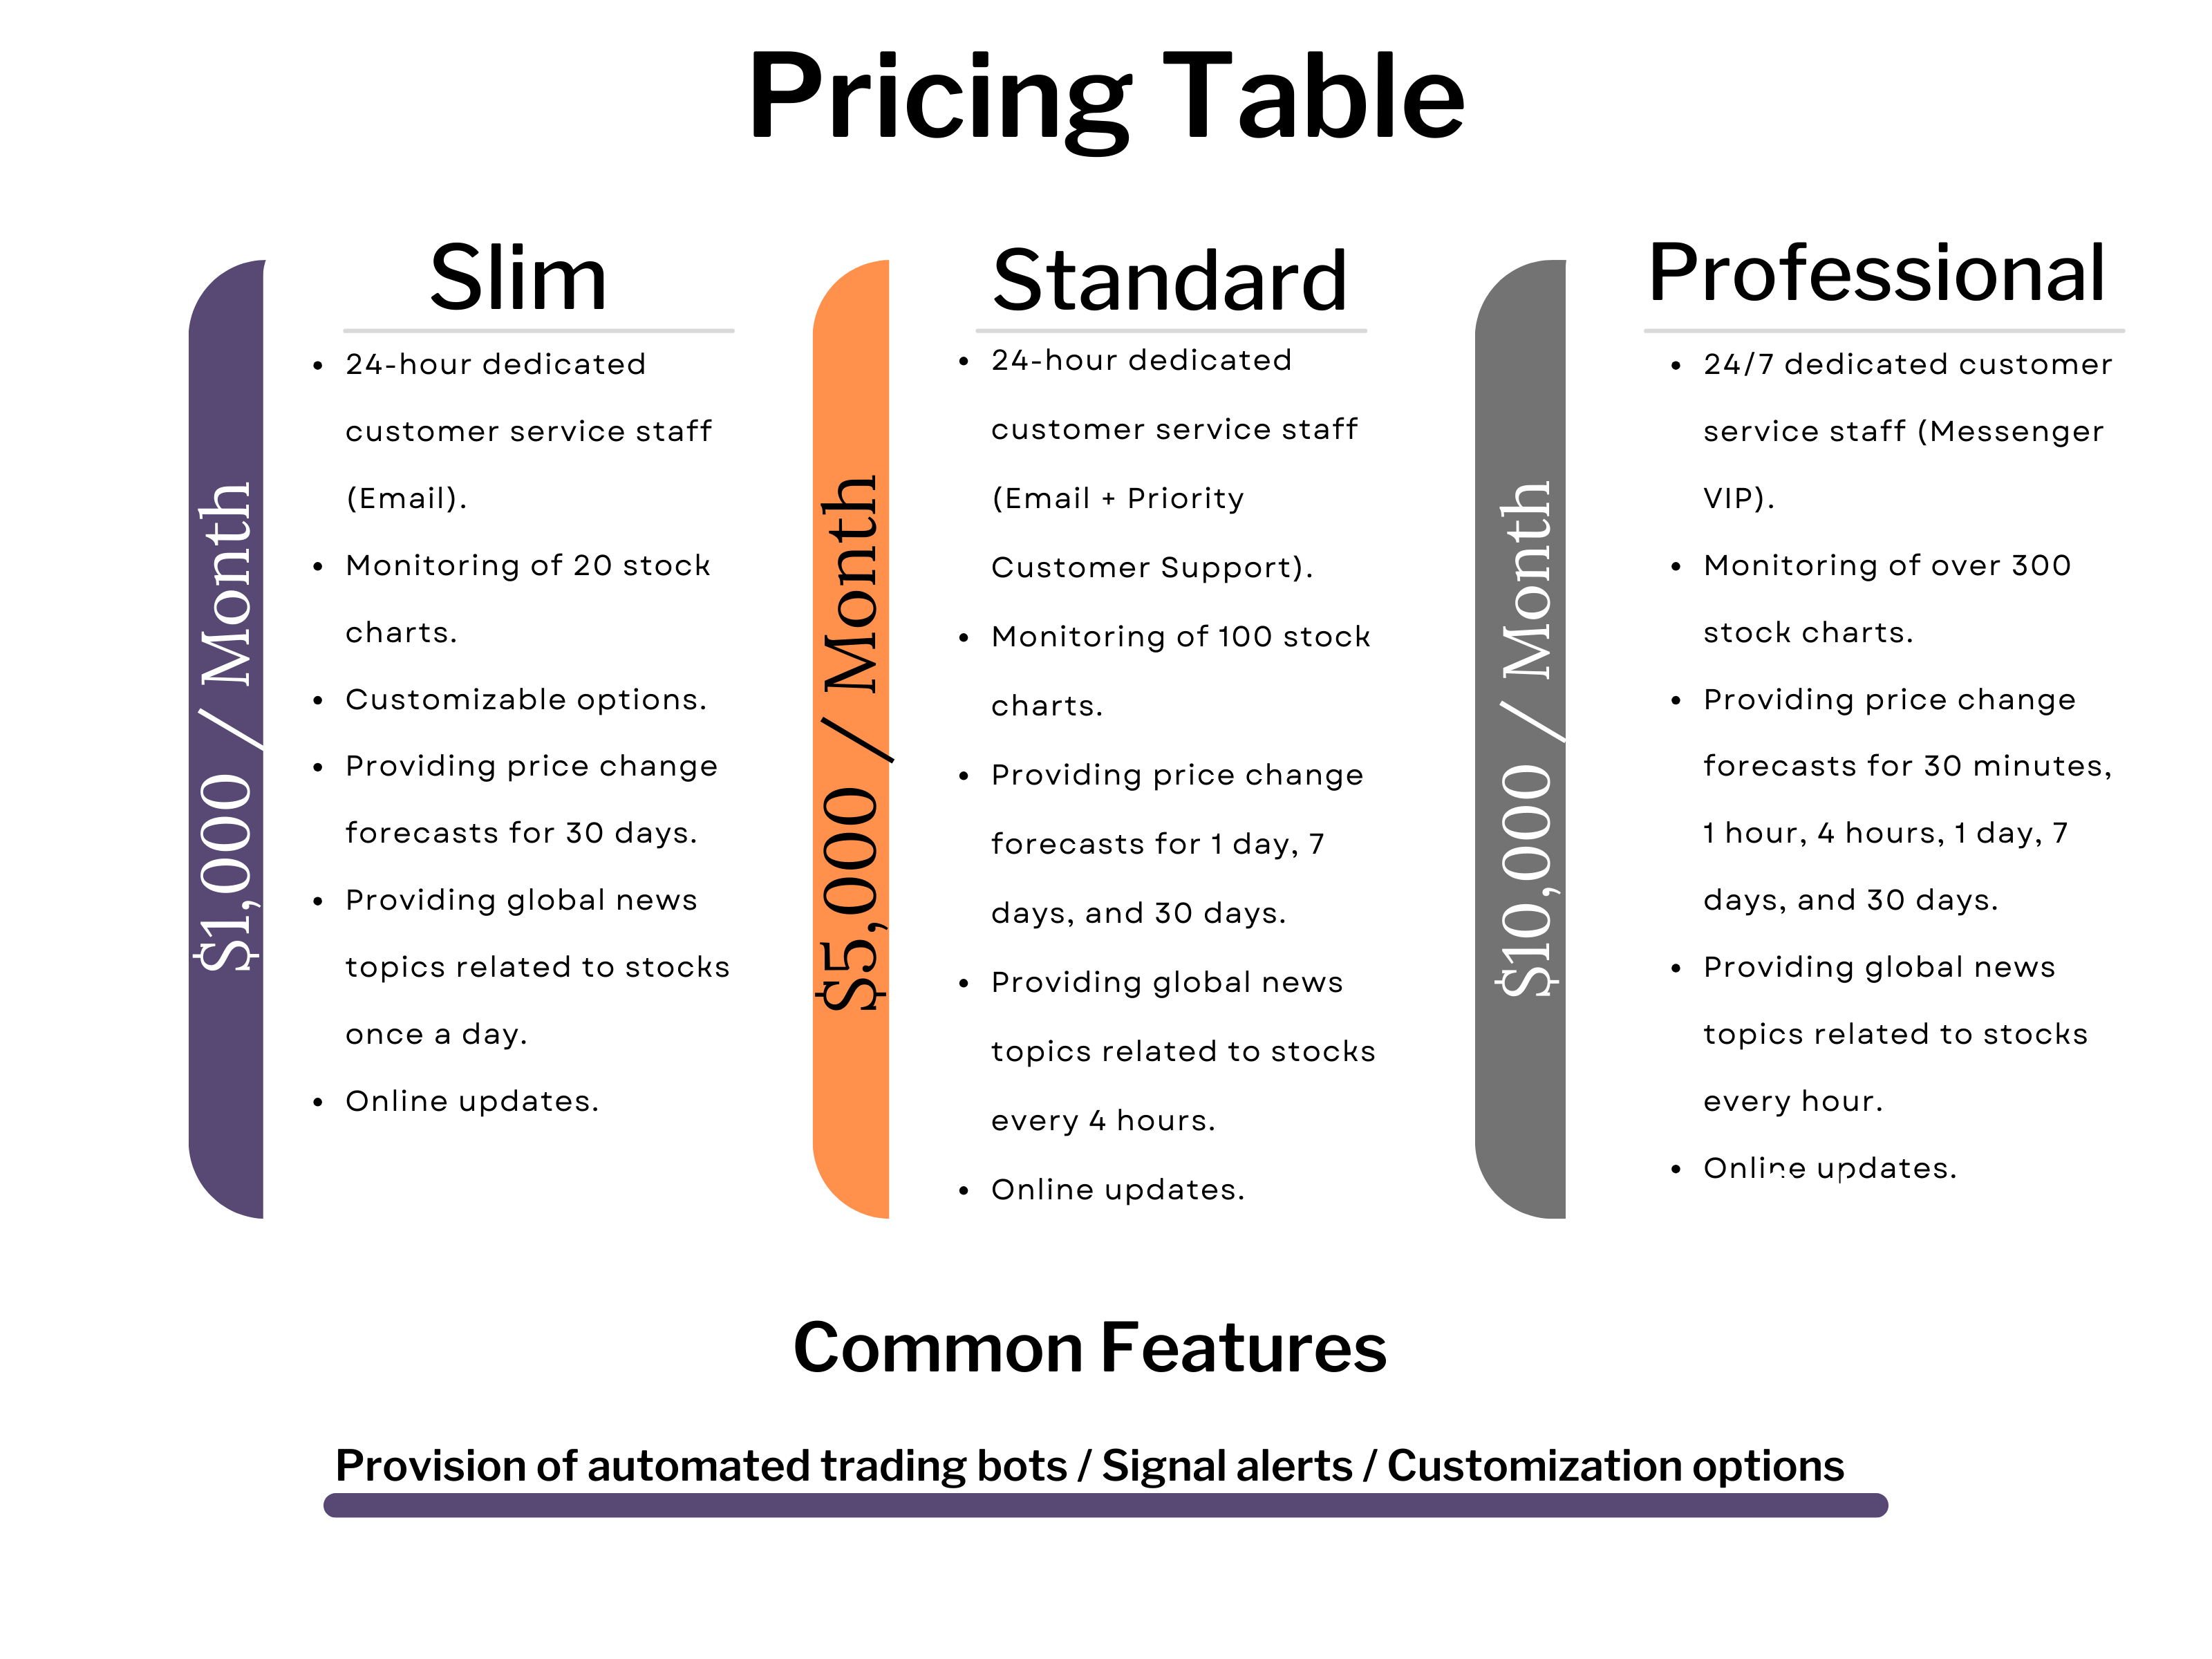 Pricing Table
Slim
$1,000 / Month
• 24-hour dedicated
customer service staff
(Email).
• Monitoring of 20 stock
charts.
• Customizable options.
• Providing price change
forecasts for 30 days.
• Providing global news
topics related to stocks
once a day.
• Online updates.
Standard
$5,000 / Month
• 24-hour dedicated
customer service staff
(Email + Priority
Customer Support).
• Monitoring of 100 stock
charts.
• Providing price change
forecasts for 1 day, 7
days, and 30 days.
• Providing global news
topics related to stocks
every 4 hours.
• Online updates.
Professional
$10,000 / Month
• 24/7 dedicated customer
service staff (Messenger
VIP).
• Monitoring of over 300
stock charts.
• Providing price change
forecasts for 30 minutes,
1 hour, 4 hours, 1 day, 7
days, and 30 days.
• Providing global news
topics related to stocks
every hour.
• Online updates.
Common Features
Provision of automated trading bots / Signal alerts / Customization options